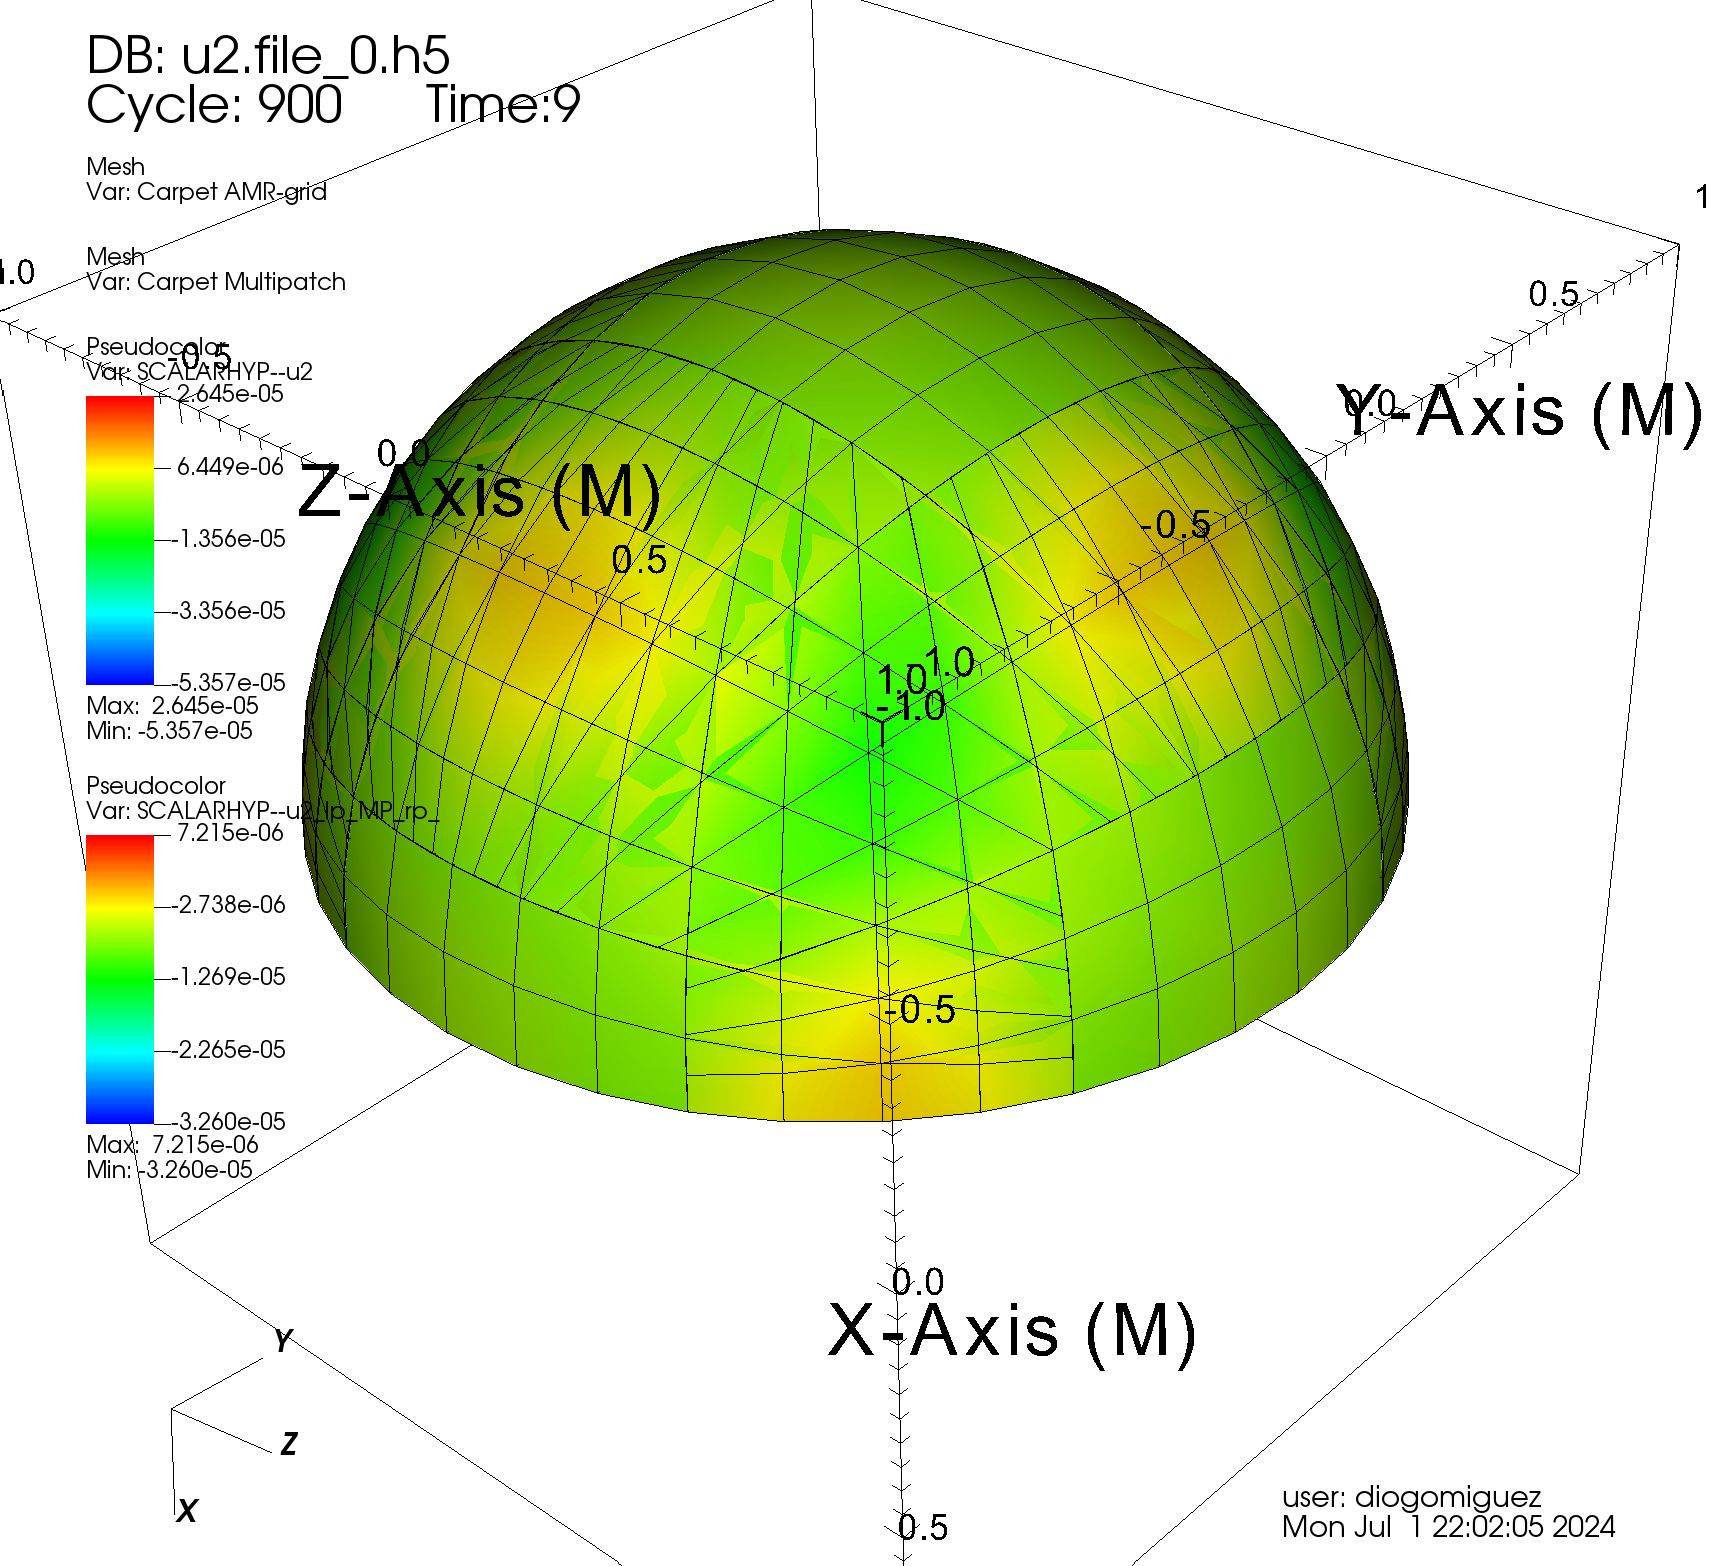 DB: u2.file_0.h5
Cycle: 900 Time:9
Mesh
Var: Carpet AMR-grid
Mesh
Var: Carpet Multipatch
Pseudocolor
Var: SCALARHYP--u2
2.645e-05
6.449e-06
-1.356e-05
-3.356e-05
-5.357e-05
Max: 2.645e-05
Min: -5.357e-05
Pseudocolor
Var: SCALARHYP--u2_lp_MP_rp_
7.215e-06
-2.738e-06
-1.269e-05
-2.265e-05
-3.260e-05
Max: 7.215e-06
Min: -3.260e-05
-0.5
0.0
Z-Axis (M)
0.5
1.0
1
0.5
0.0
Y-Axis (M)
-0.5
-1.0
-1.0
-0.5
0.0
X-Axis (M)
0.5
Y
Z
X
user: diogomiguez
Mon Jul 1 22:02:05 2024